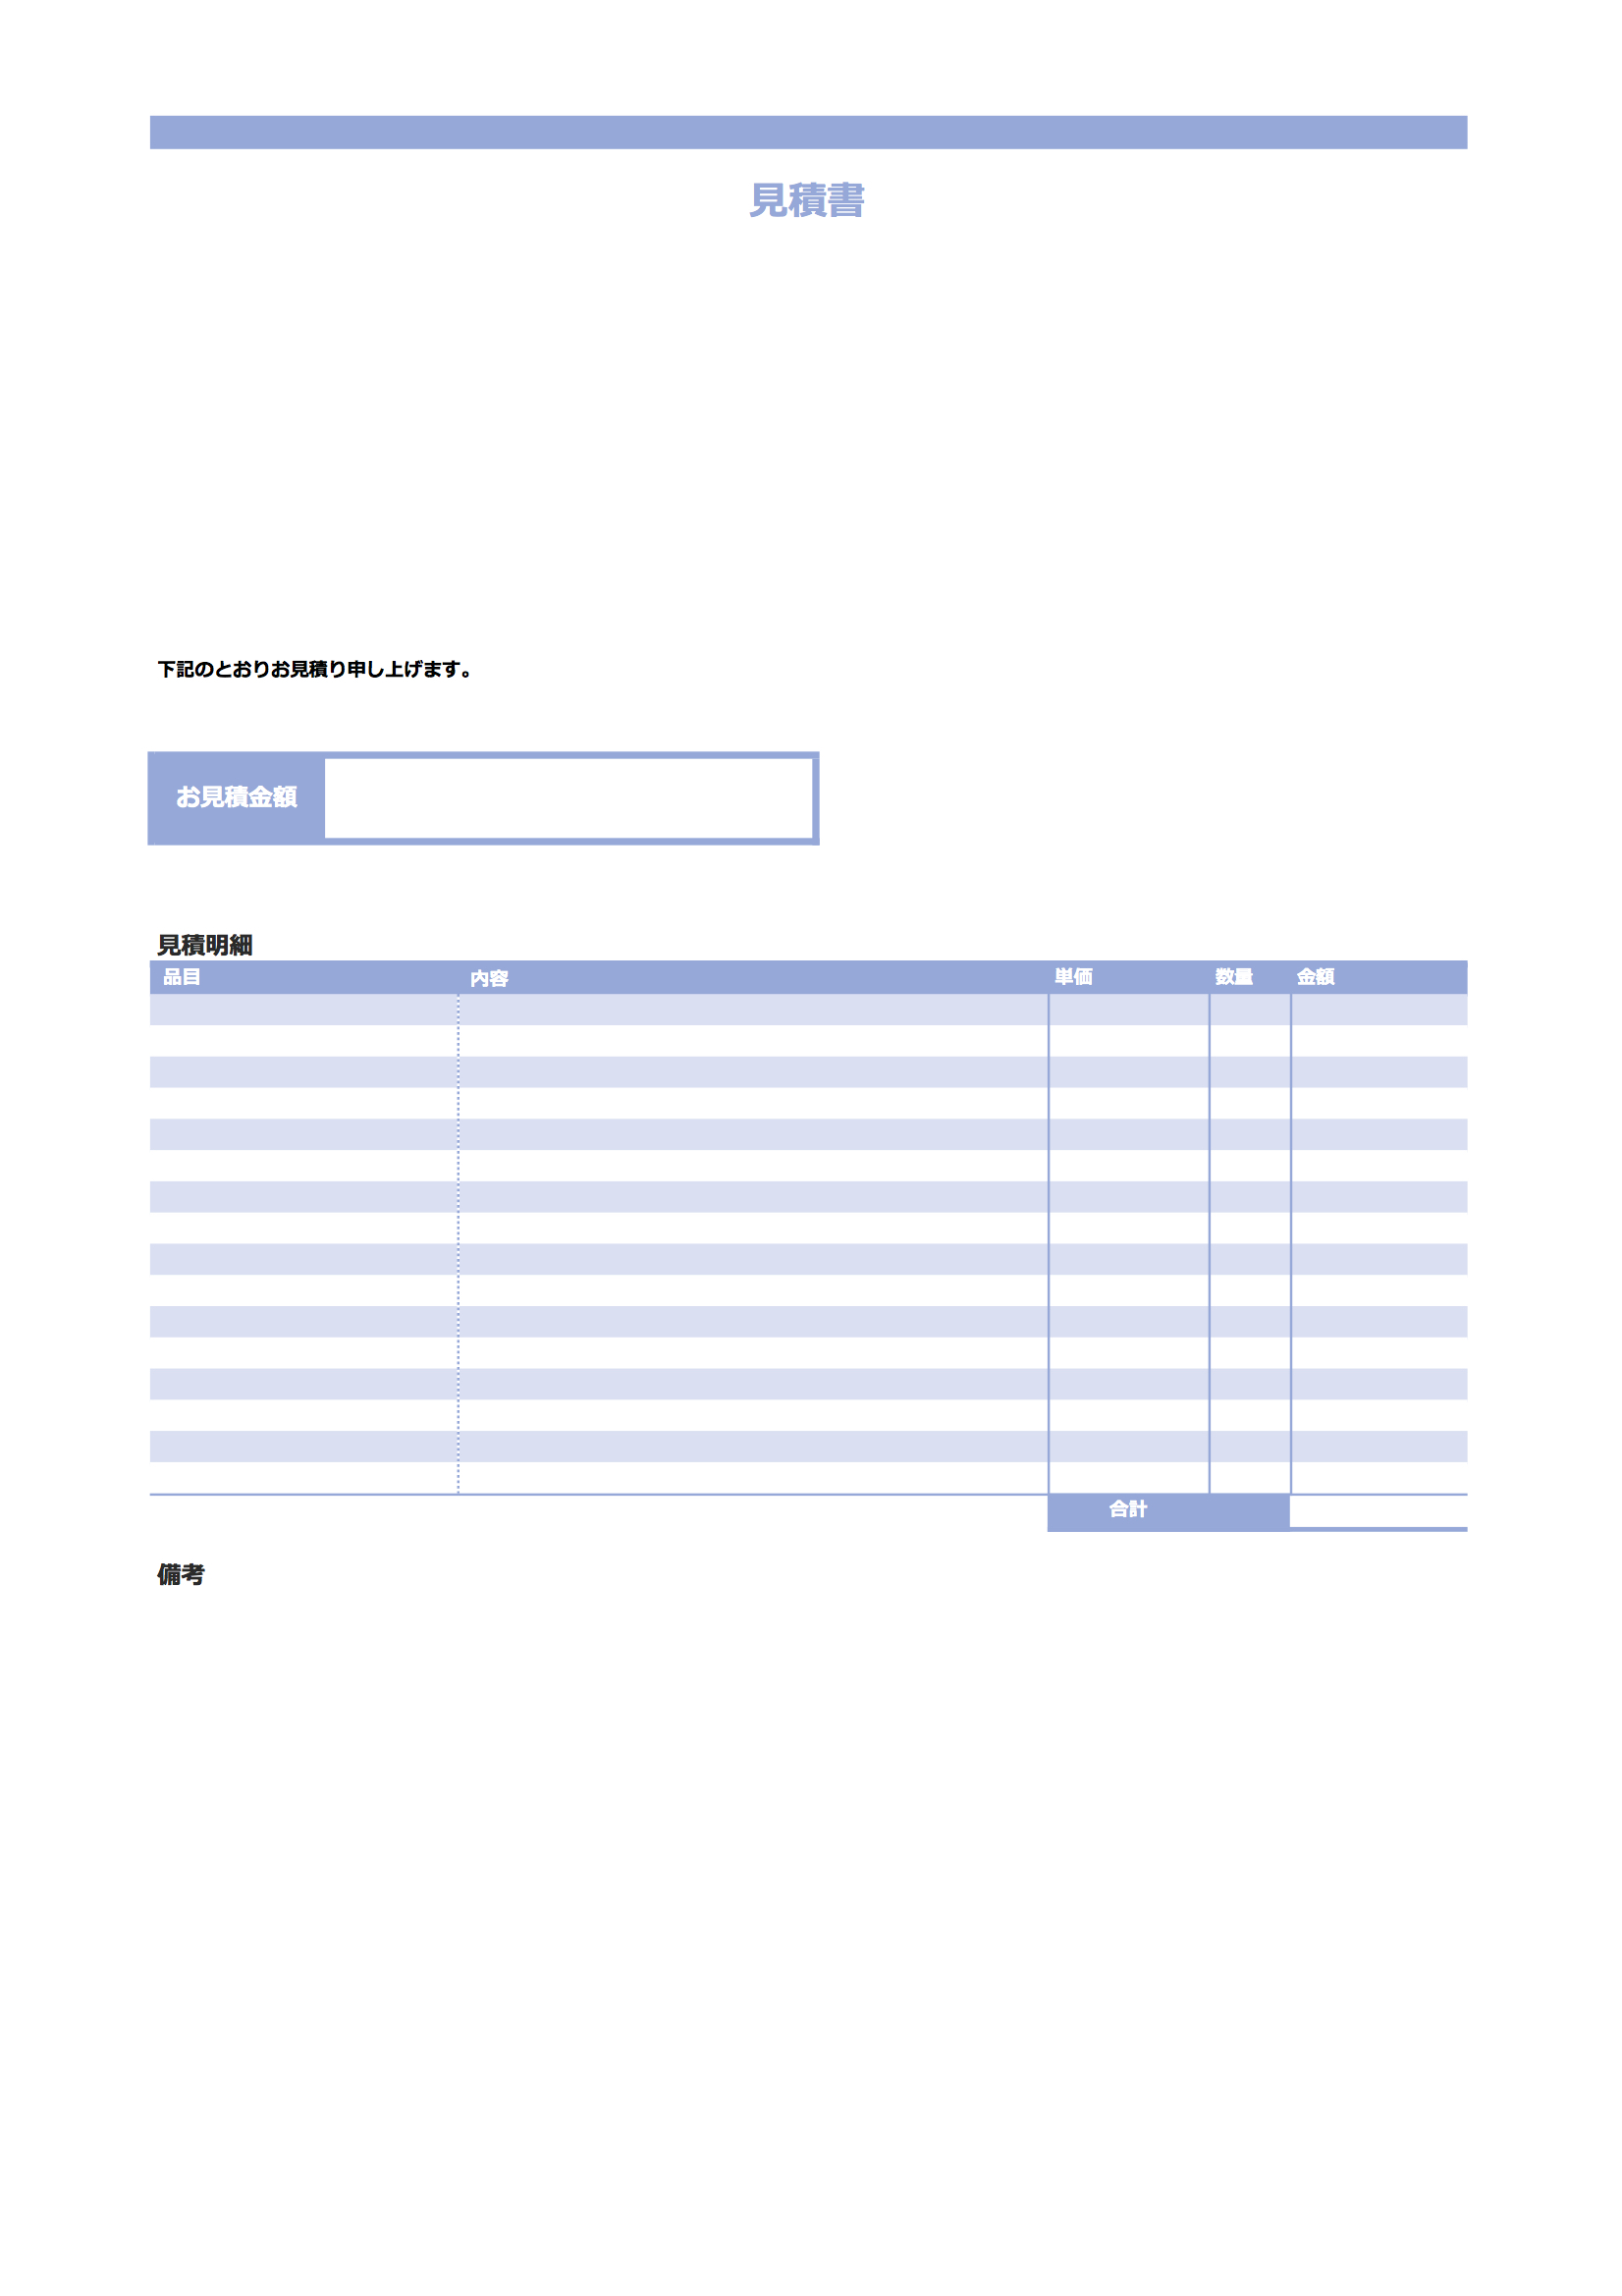 見積書
下記のとおりお見積り申し上げます。
お見積金額
見積明細
品目 内容 単価 数量 金額
合計
備考